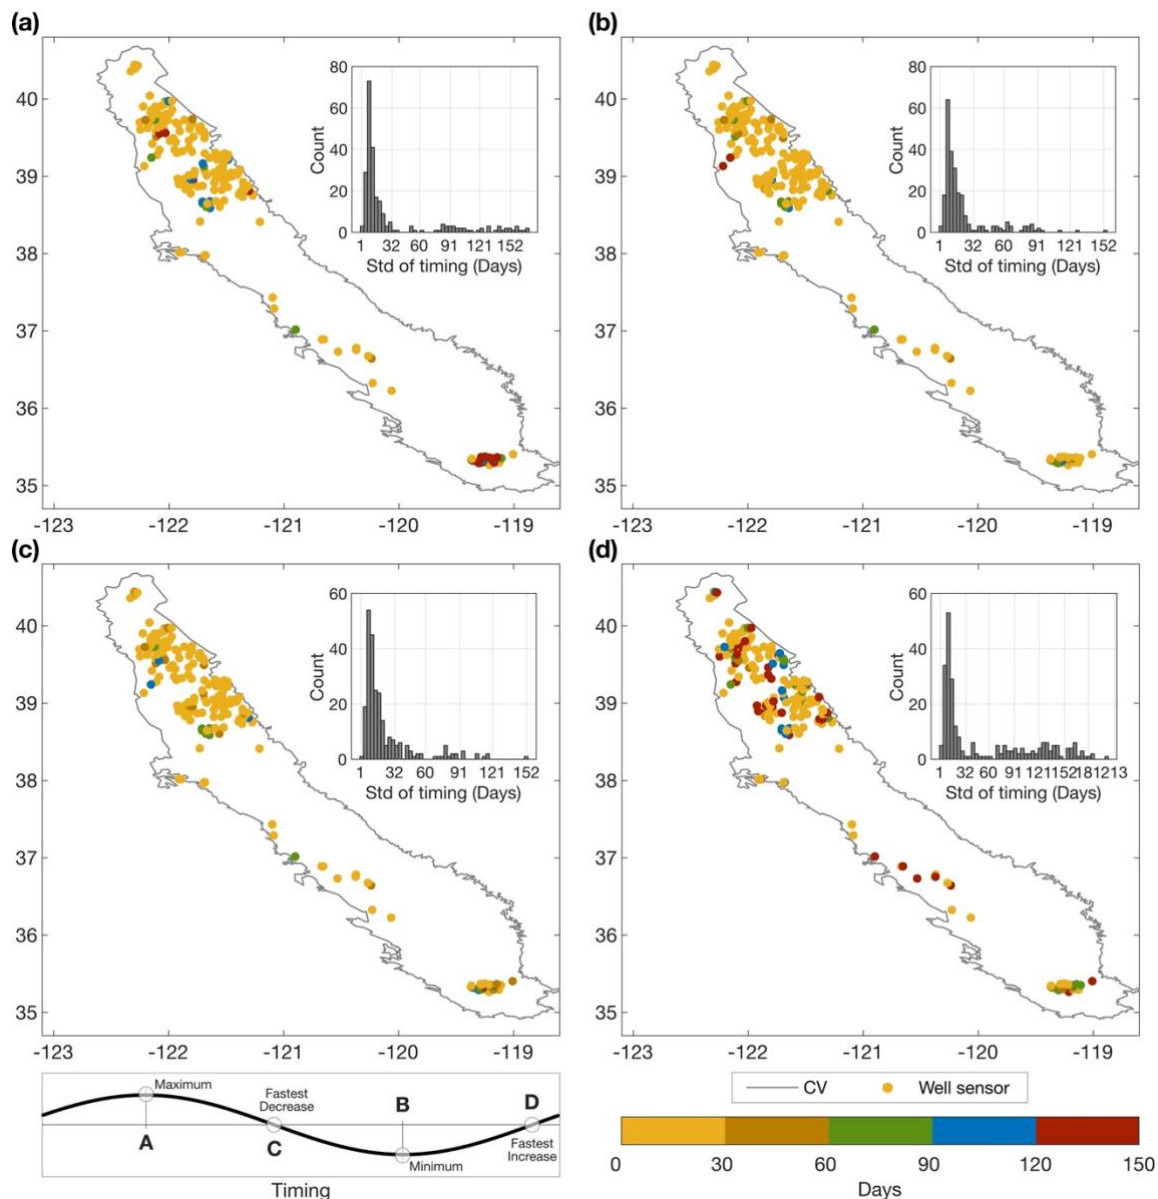 (a)
80
60
40
20
0
Count
1 32 60 91 121 152
Std of timing (Days)
40
39
38
37
36
35
-123 -122 -121 -120 -119
(b)
80
60
40
20
0
Count
1 32 60 91 121 152
Std of timing (Days)
40
39
38
37
36
35
-123 -122 -121 -120 -119
(c)
60
40
20
0
Count
1 32 60 91 121 152
Std of timing (Days)
40
39
38
37
36
35
-123 -122 -121 -120 -119
(d)
60
40
20
0
Count
1 32 60 91 121152181213
Std of timing (Days)
40
39
38
37
36
35
-123 -122 -121 -120 -119
Maximum
A
Fastest
Decrease
C
B
Minimum
D
Fastest
Increase
Timing
CV Well sensor
0 30 60 90 120 150
Days